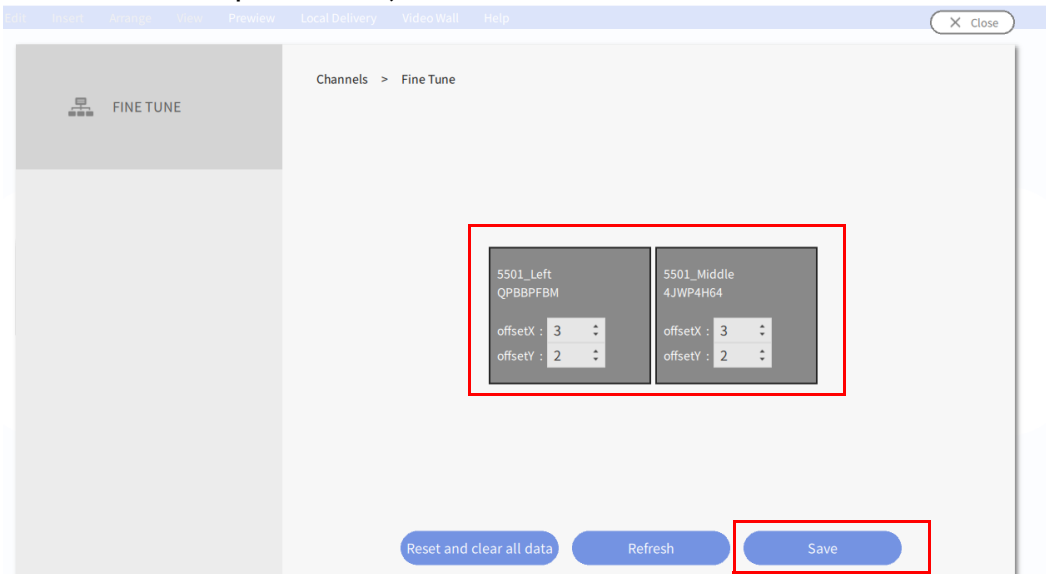 Edit Insert Arrange View Preview Local Delivery Video Wall Help
Close
FINE TUNE
Channels > Fine Tune
5501_Left
QPBBPFBM
offsetX : 3
offsetY : 2
5501_Middle
4JWP4H64
offsetX : 3
offsetY : 2
Reset and clear all data Refresh Save